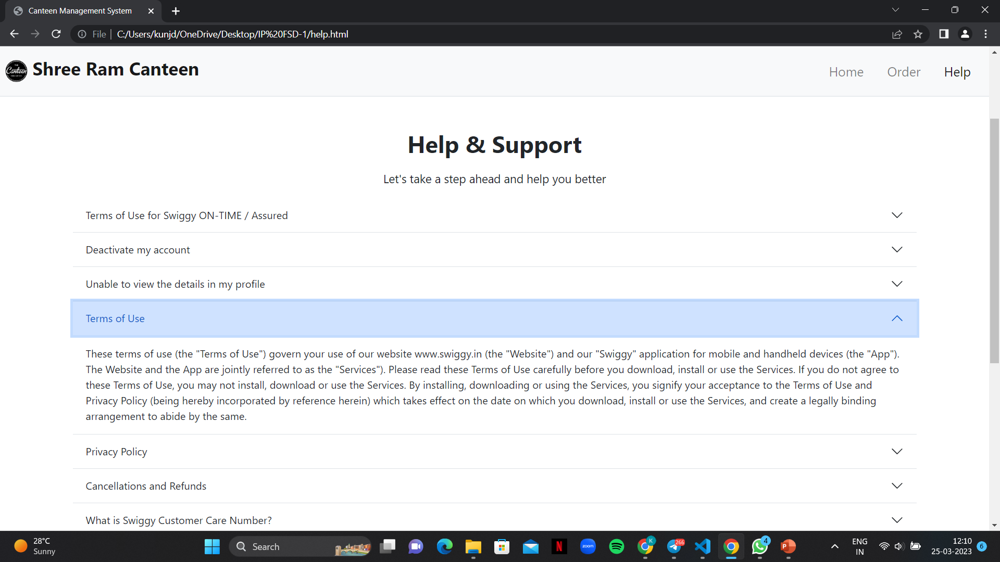 Canteen Management System
File
C:/Users/kunjd/OneDrive/Desktop/IP%20FSD-1/help.html
Canteen
Shree Ram Canteen
Home
Order
Help
Help & Support
Let's take a step ahead and help you better
Terms of Use for Swiggy ON-TIME / Assured
Deactivate my account
Unable to view the details in my profile
Terms of Use
These terms of use (the "Terms of Use") govern your use of our website www.swiggy.in (the "Website") and our "Swiggy" application for mobile and handheld devices (the "App").
The Website and the App are jointly referred to as the "Services"). Please read these Terms of Use carefully before you download, install or use the Services. If you do not agree to
these Terms of Use, you may not install, download or use the Services. By installing, downloading or using the Services, you signify your acceptance to the Terms of Use and
Privacy Policy (being hereby incorporated by reference herein) which takes effect on the date on which you download, install or use the Services, and create a legally binding
arrangement to abide by the same.
Privacy Policy
Cancellations and Refunds
What is Swiggy Customer Care Number?
28°C
Sunny
Search
N
zoom
K
266
4
P
ENG
IN
12:10
25-03-2023
6